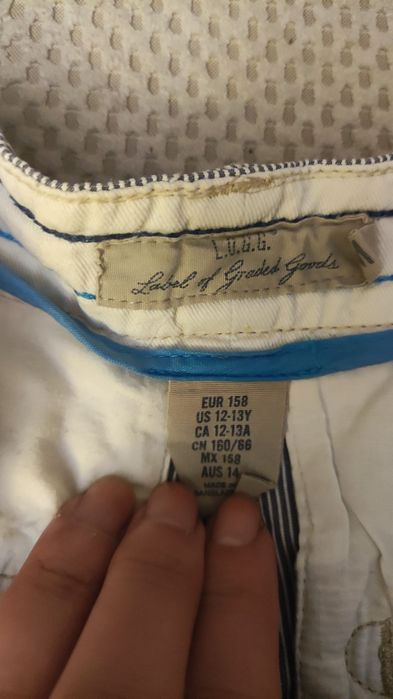 L.O.G.G.
Label of Graded Goods
EUR 158
US 12-13Y
CA 12-13A
CN 160/66
MX 158
AUS 14
MADE IN